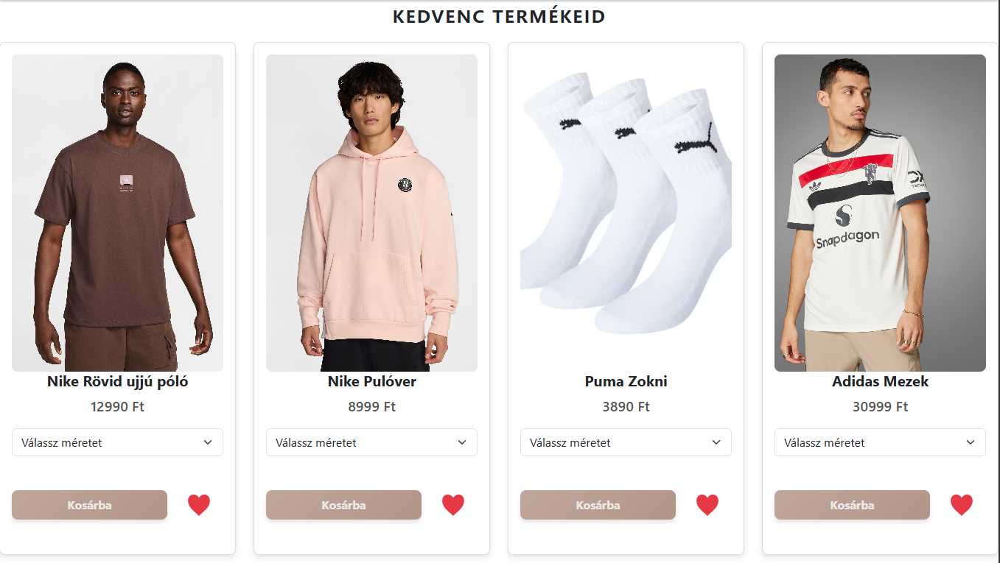 KEDVENC TERMÉKEID
Nike Rövid ujjú póló
12990 Ft
Válassz méretet
Kosárba
Nike Pulóver
8999 Ft
Válassz méretet
Kosárba
Puma Zokni
3890 Ft
Válassz méretet
Kosárba
Snapdragon
Adidas Mezek
30999 Ft
Válassz méretet
Kosárba